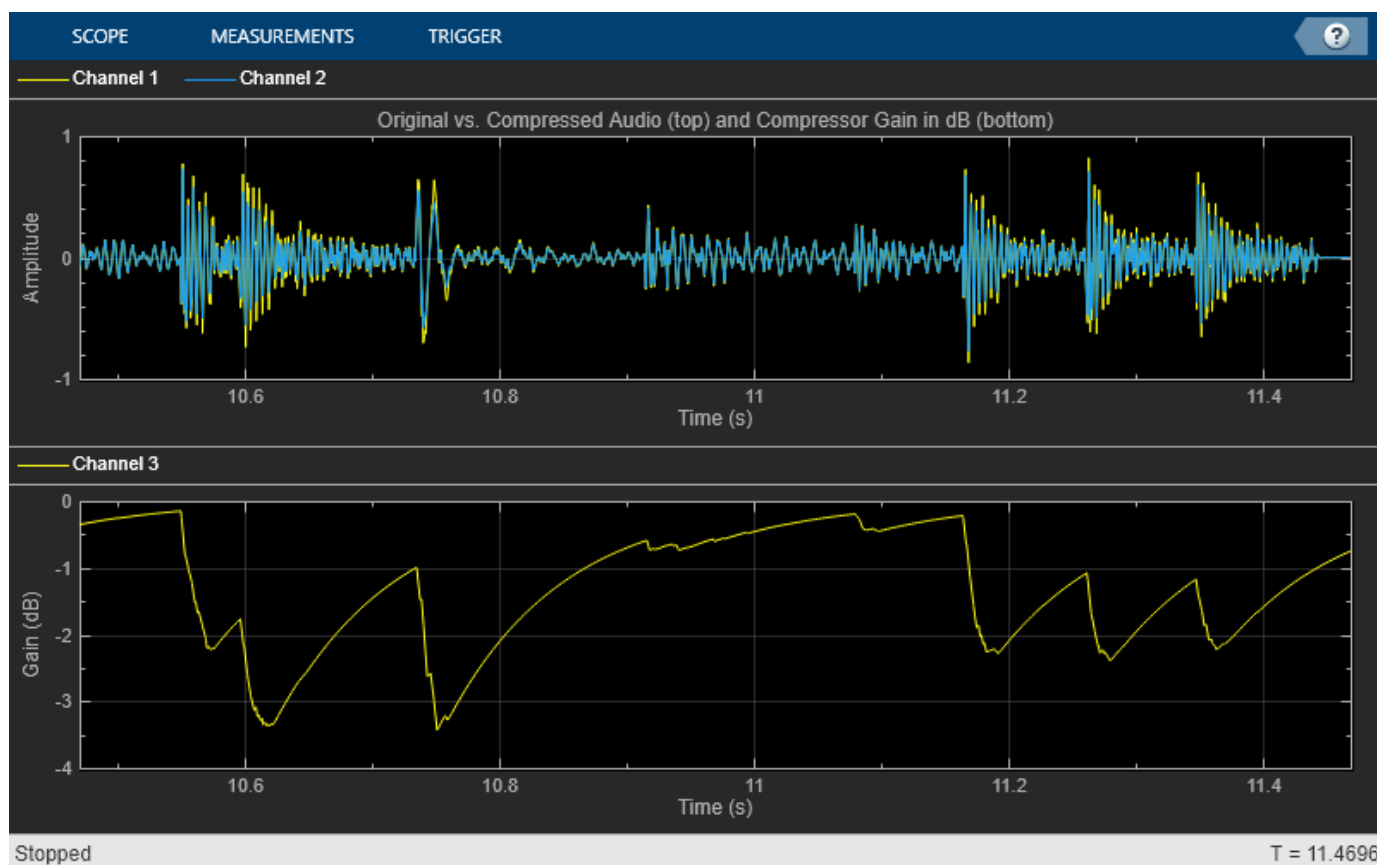 SCOPE MEASUREMENTS TRIGGER ?
Channel 1 Channel 2
Original vs. Compressed Audio (top) and Compressor Gain in dB (bottom)
1
0
-1
Amplitude
10.6 10.8 11 11.2 11.4
Time (s)
Channel 3
0
-1
-2
-3
-4
Gain (dB)
10.6 10.8 11 11.2 11.4
Time (s)
Stopped T = 11.4696